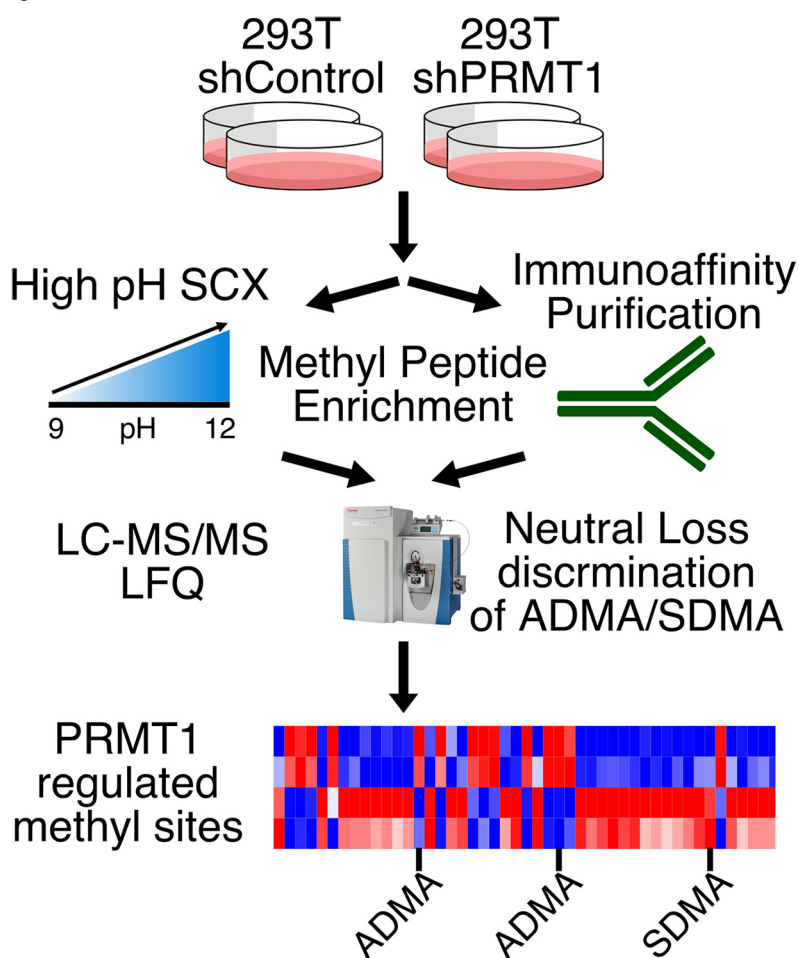 293T
shControl
293T
shPRMT1
High pH SCX
Immunoaffinity
Purification
Methyl Peptide
Enrichment
9 pH 12
LC-MS/MS
LFQ
Neutral Loss
discrmination
of ADMA/SDMA
PRMT1
regulated
methyl sites
ADMA
ADMA
SDMA